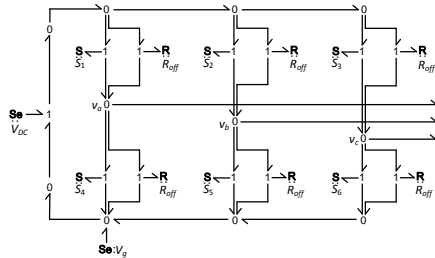 0 0 0 0
S 1 1 R S 1 1 R S 1 1 R
S1 Roff S2 Roff S3 Roff
va 0
Se 1
VDC
vb 0
vc 0
S 1 1 R S 1 1 R S 1 1 R
0 S4 Roff S5 Roff S6 Roff
0 0 0
Se:Vg